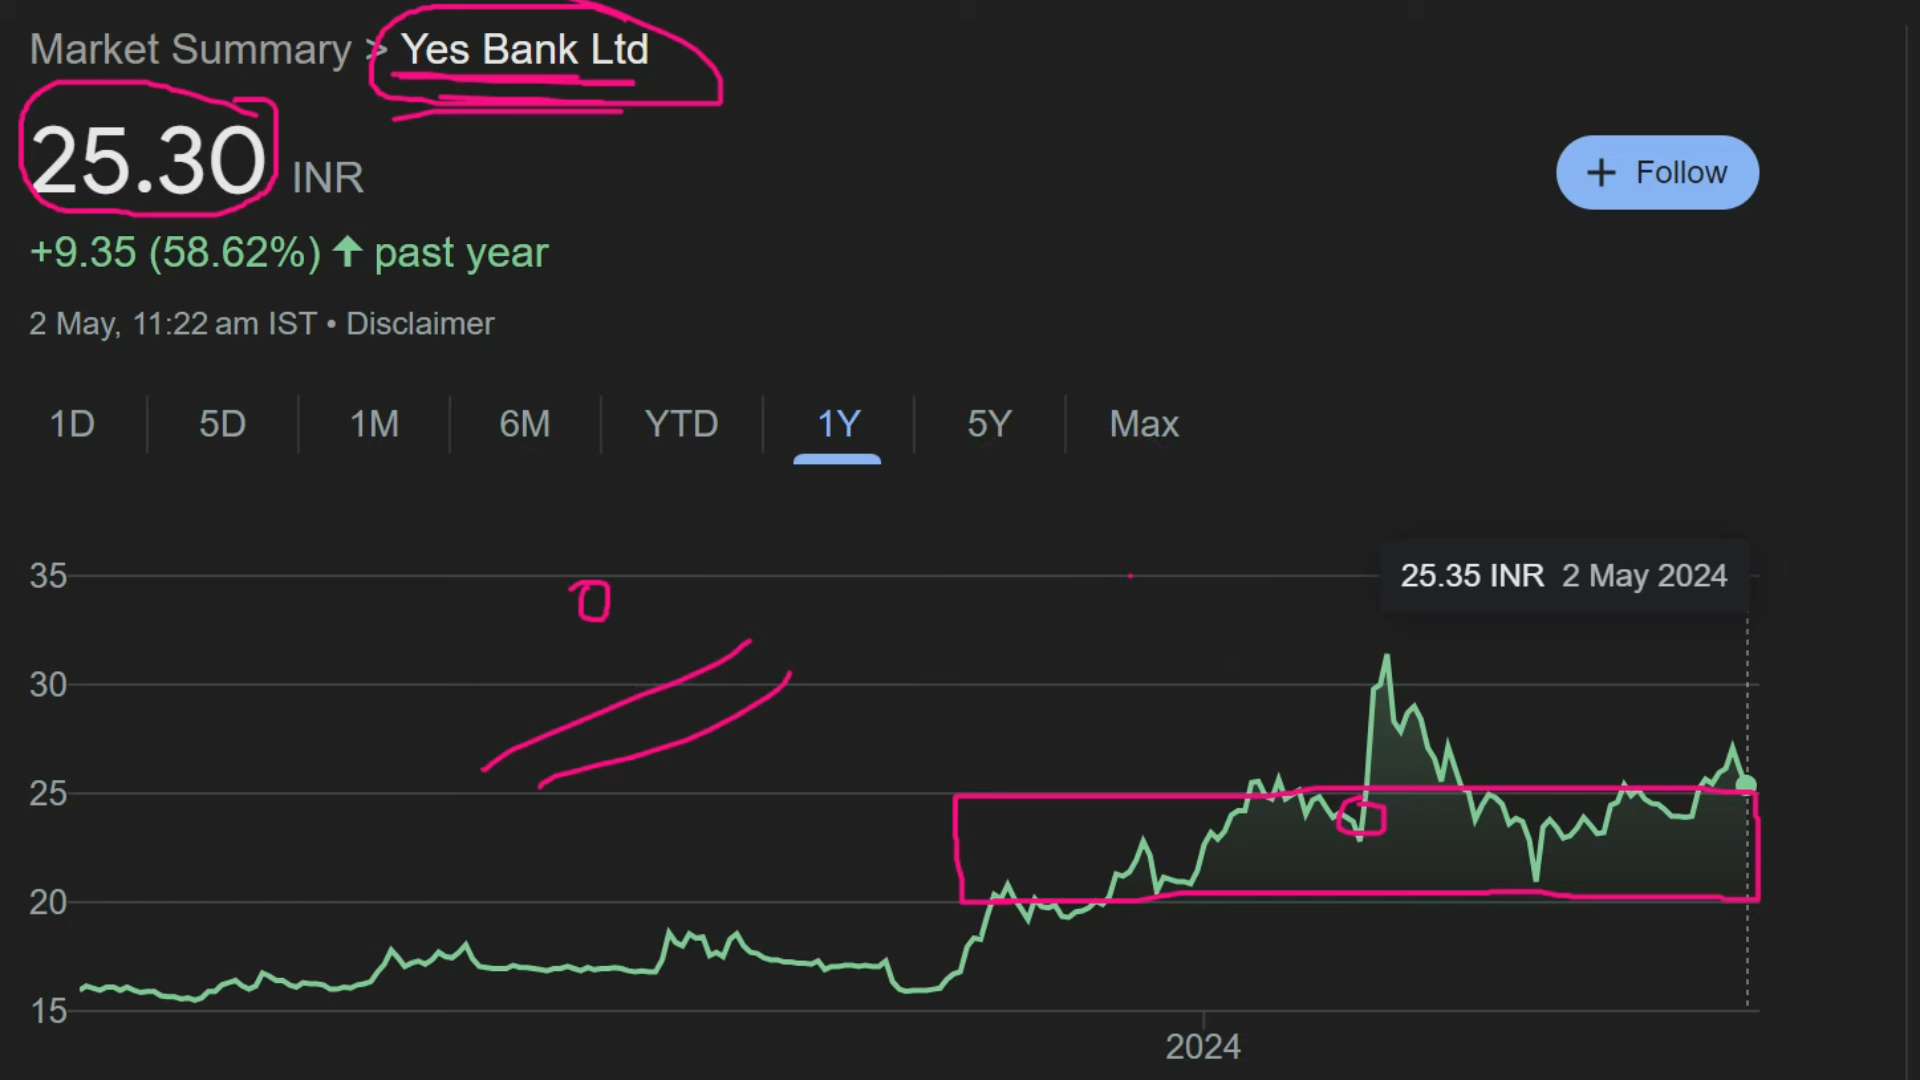 Market Summary > Yes Bank Ltd
25.30 INR
+ Follow
+9.35 (58.62%) ↑ past year
2 May, 11:22 am IST • Disclaimer
1D 5D 1M 6M YTD 1Y 5Y Max
35
25.35 INR 2 May 2024
30
25
20
15
2024